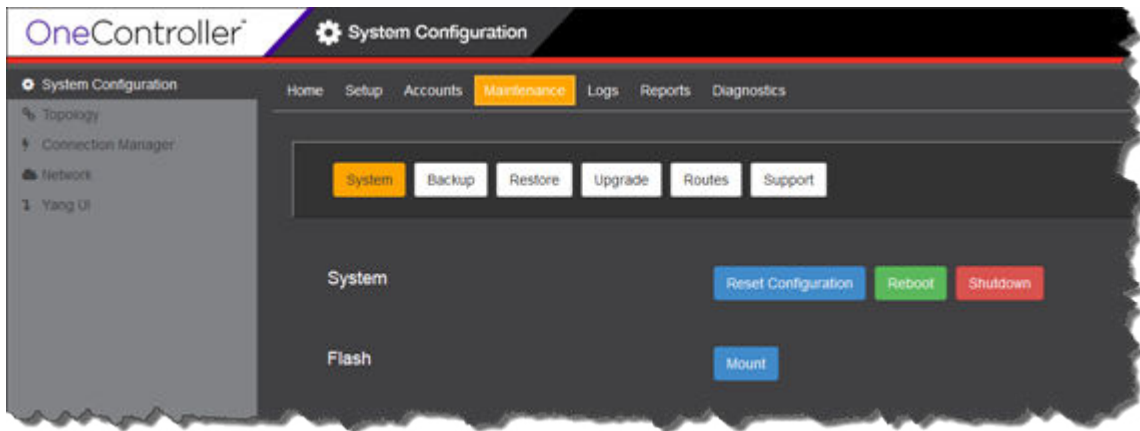 OneController™ System Configuration
System Configuration
Topology
Connection Manager
Network
Yang UI
Home Setup Accounts Maintenance Logs Reports Diagnostics
System Backup Restore Upgrade Routes Support
System Reset Configuration Reboot Shutdown
Flash Mount